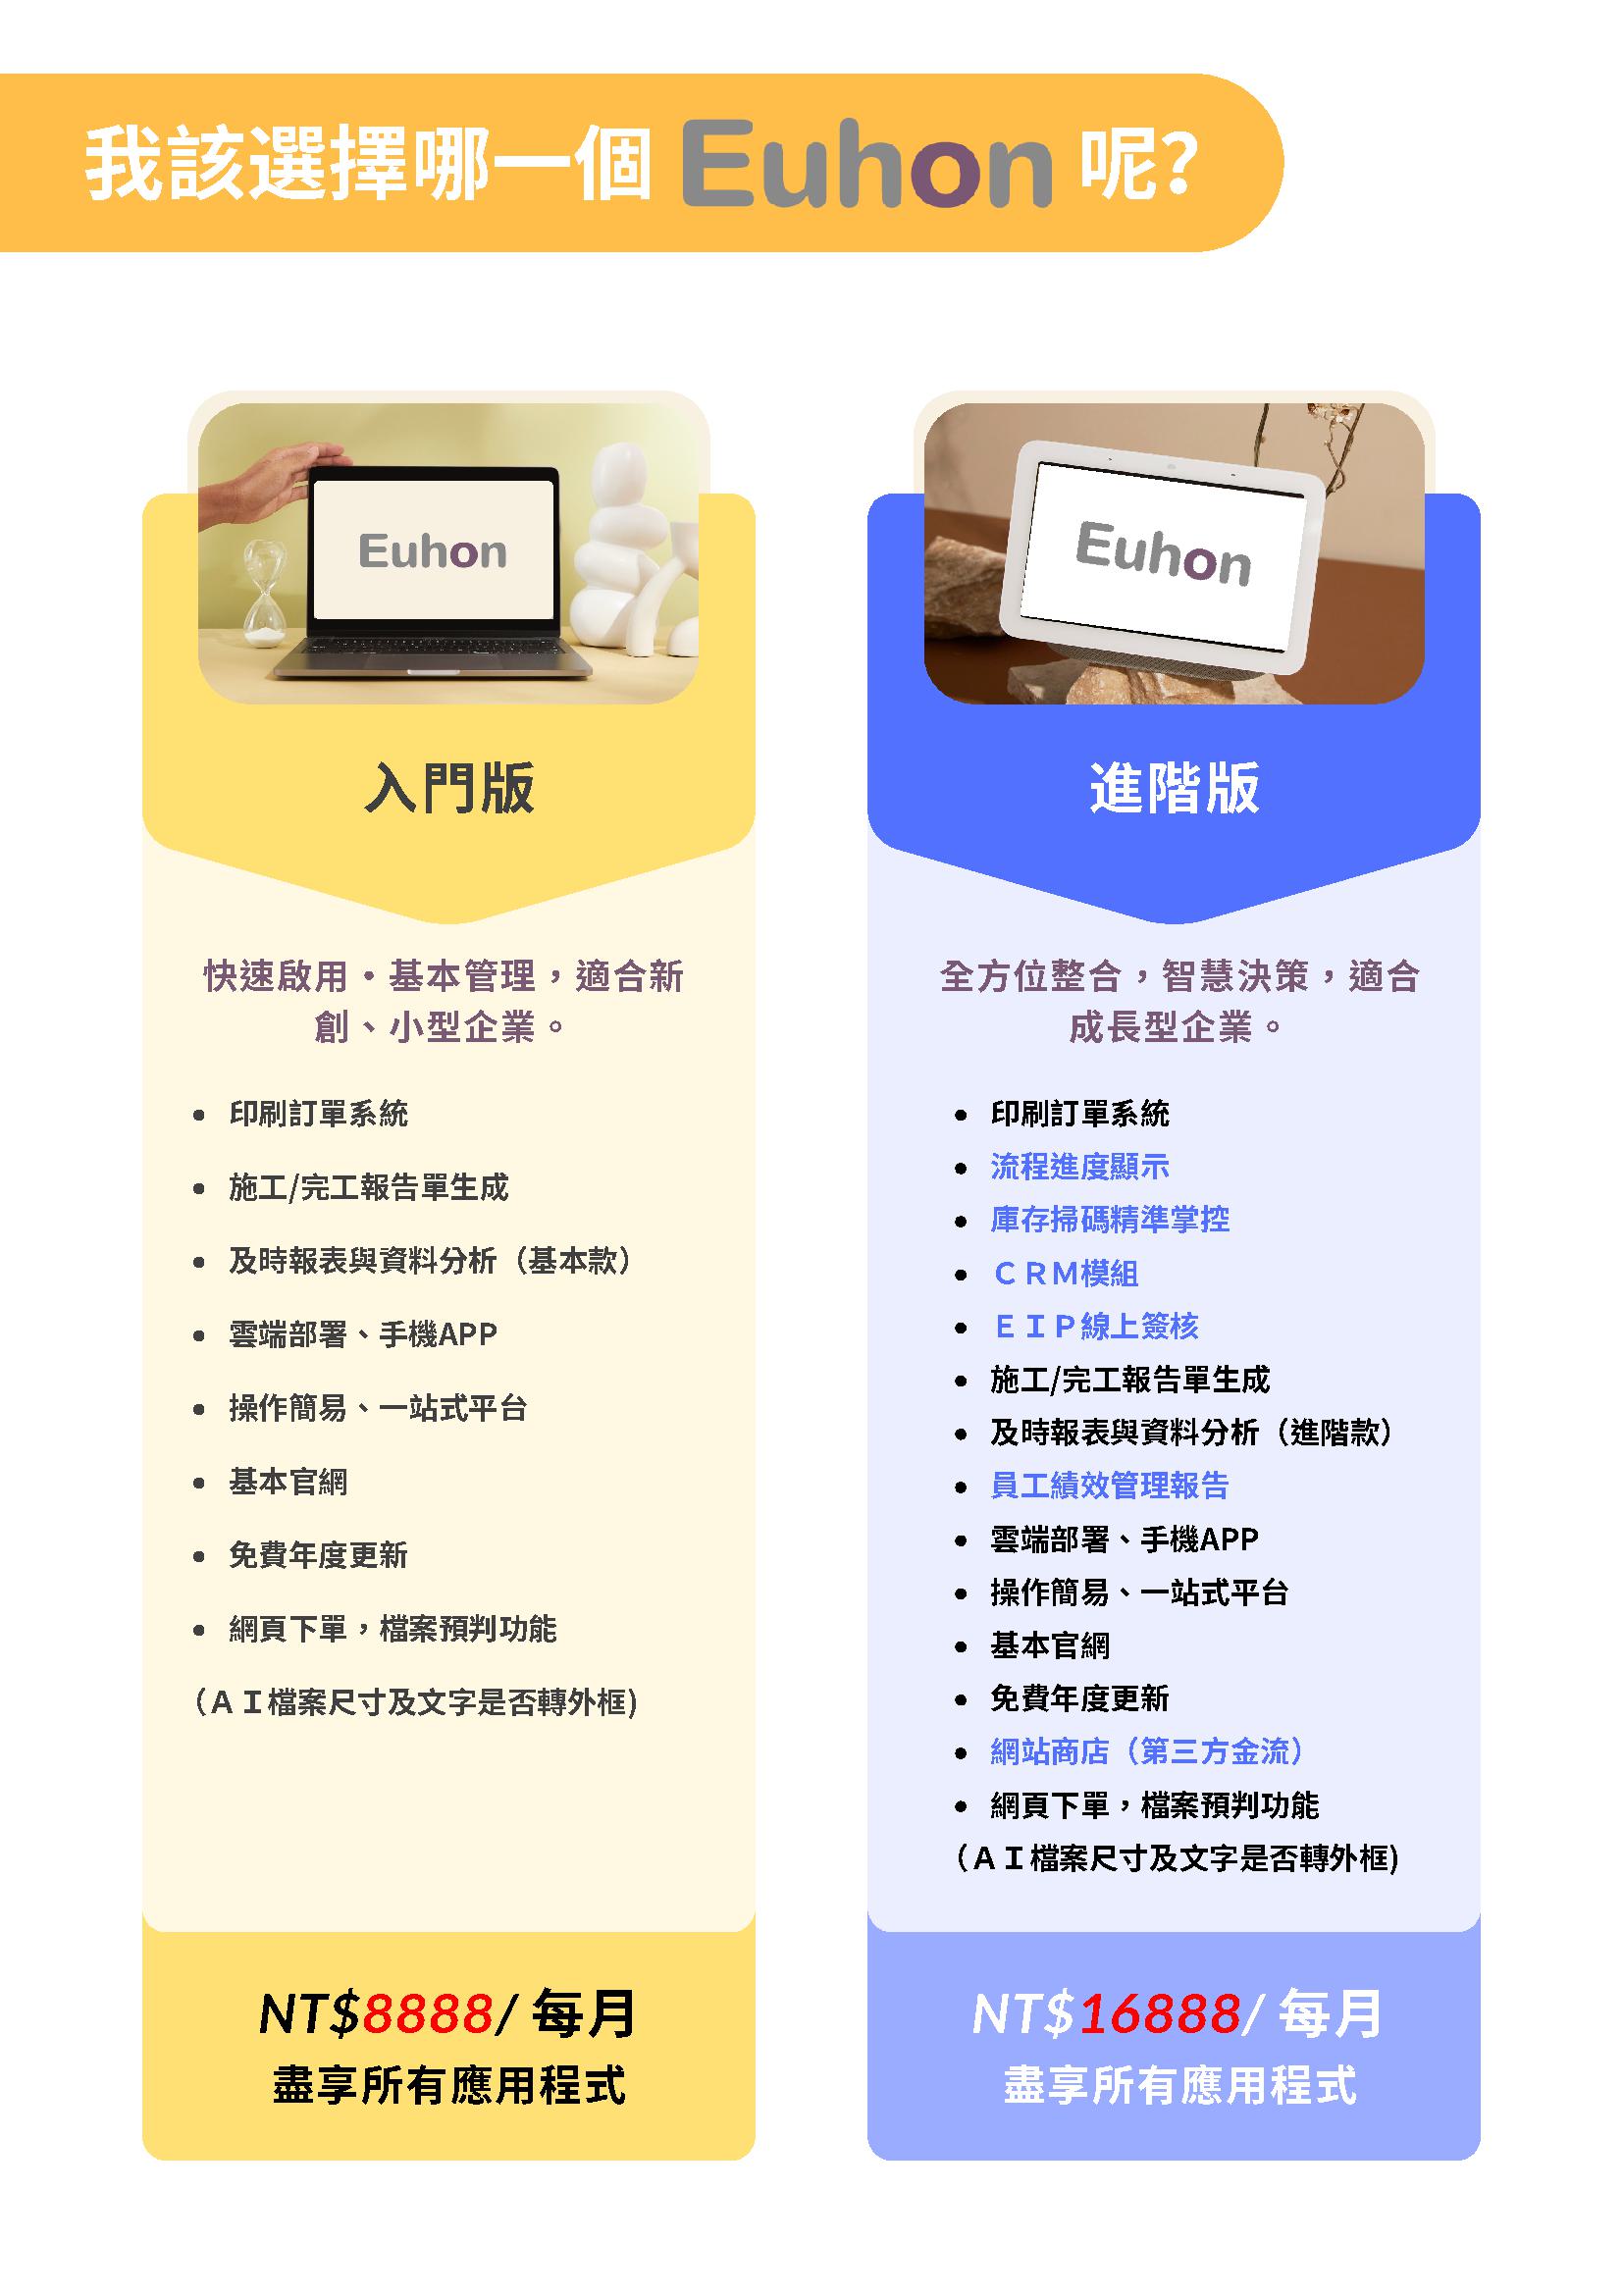 我該選擇哪一個 Euhon 呢?
Euhon
入門版
快速啟用・基本管理，適合新
創、小型企業。
• 印刷訂單系統
• 施工/完工報告單生成
• 及時報表與資料分析（基本款）
• 雲端部署、手機APP
• 操作簡易、一站式平台
• 基本官網
• 免費年度更新
• 網頁下單，檔案預判功能
（ＡＩ檔案尺寸及文字是否轉外框)
NT$8888/ 每月
盡享所有應用程式
Euhon
進階版
全方位整合，智慧決策，適合
成長型企業。
• 印刷訂單系統
• 流程進度顯示
• 庫存掃碼精準掌控
• ＣＲＭ模組
• ＥＩＰ線上簽核
• 施工/完工報告單生成
• 及時報表與資料分析（進階款）
• 員工績效管理報告
• 雲端部署、手機APP
• 操作簡易、一站式平台
• 基本官網
• 免費年度更新
• 網站商店（第三方金流）
• 網頁下單，檔案預判功能
（ＡＩ檔案尺寸及文字是否轉外框)
NT$16888/ 每月
盡享所有應用程式